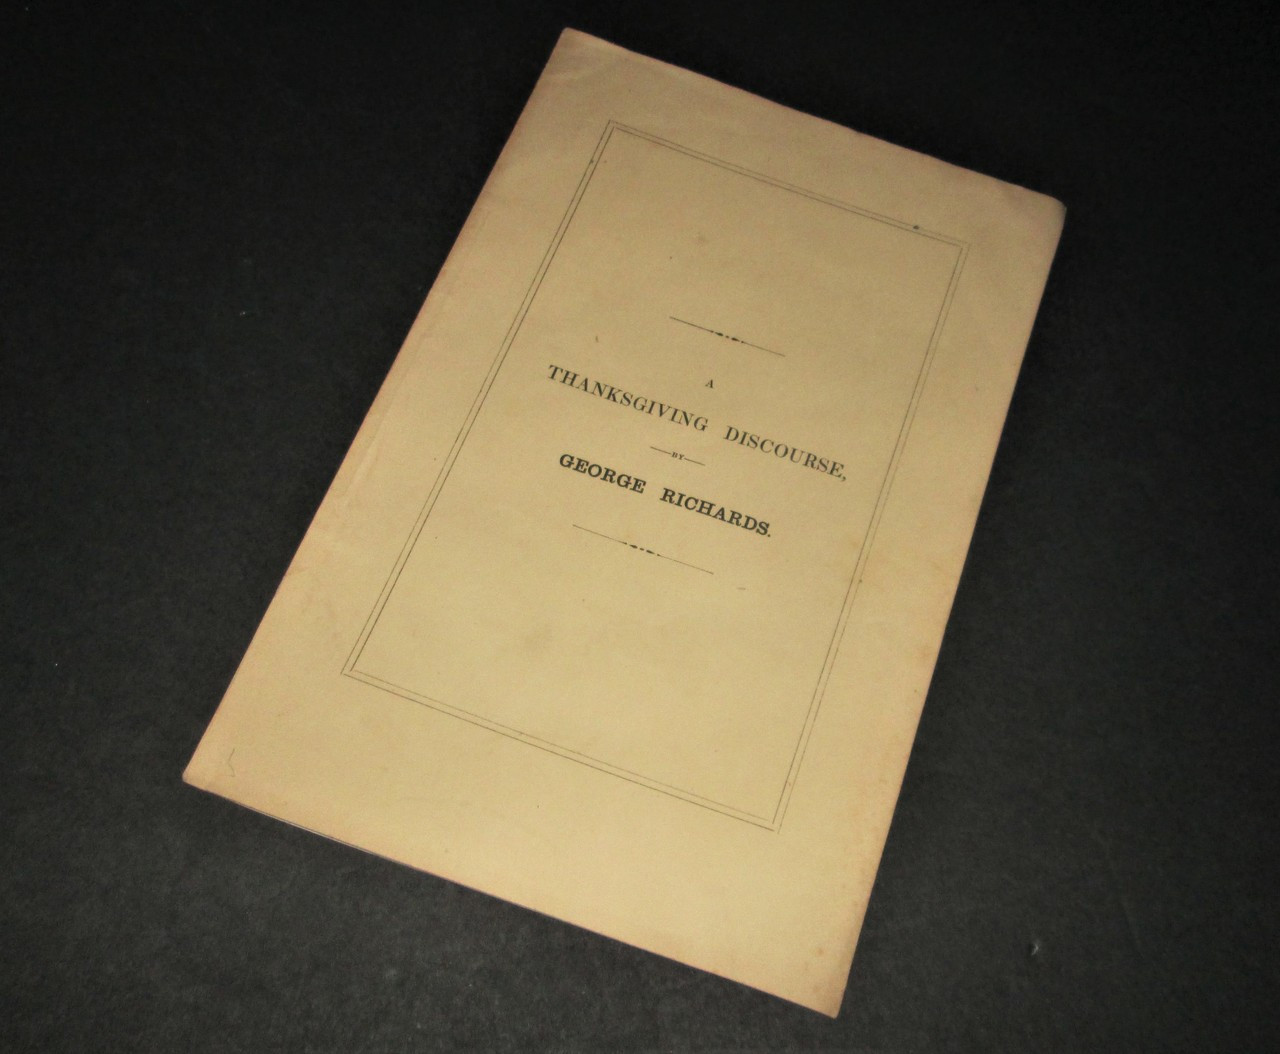 A
THANKSGIVING DISCOURSE,
BY
GEORGE RICHARDS.